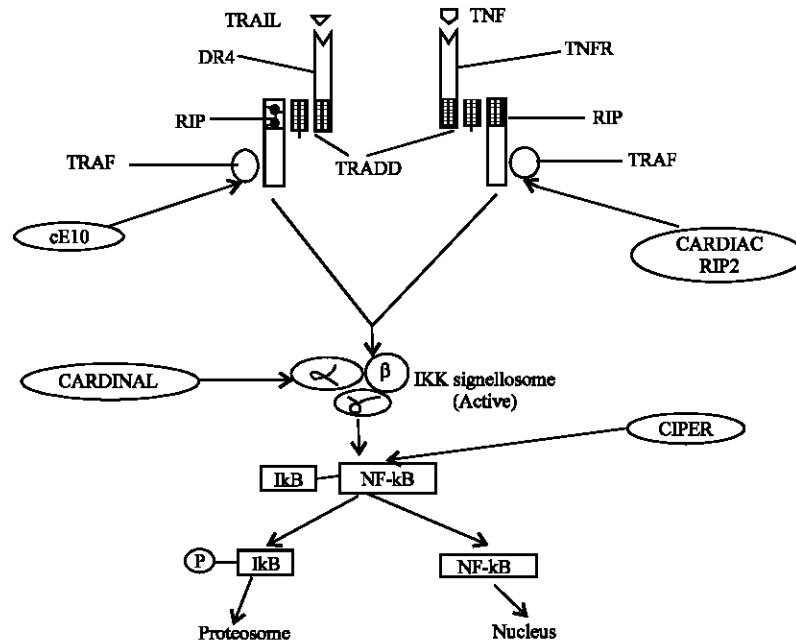 TRAIL
TNF
DR4
TNFR
RIP
RIP
TRAF
TRADD
TRAF
cE10
CARDIAC
RIP2
CARDINAL
α
β
γ
IKK signellosome
(Active)
CIPER
IkB
NF-kB
P
IkB
NF-kB
Proteosome
Nucleus